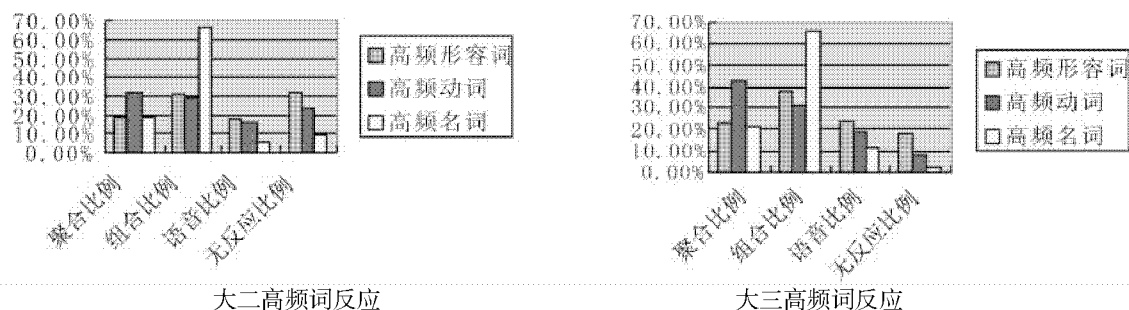 70.00%
60.00%
50.00%
40.00%
30.00%
20.00%
10.00%
0.00%
聚合比例
组合比例
语音比例
无反应比例
高频形容词
高频动词
高频名词
大二高频词反应
70.00%
60.00%
50.00%
40.00%
30.00%
20.00%
10.00%
0.00%
聚合比例
组合比例
语音比例
无反应比例
高频形容词
高频动词
高频名词
大三高频词反应